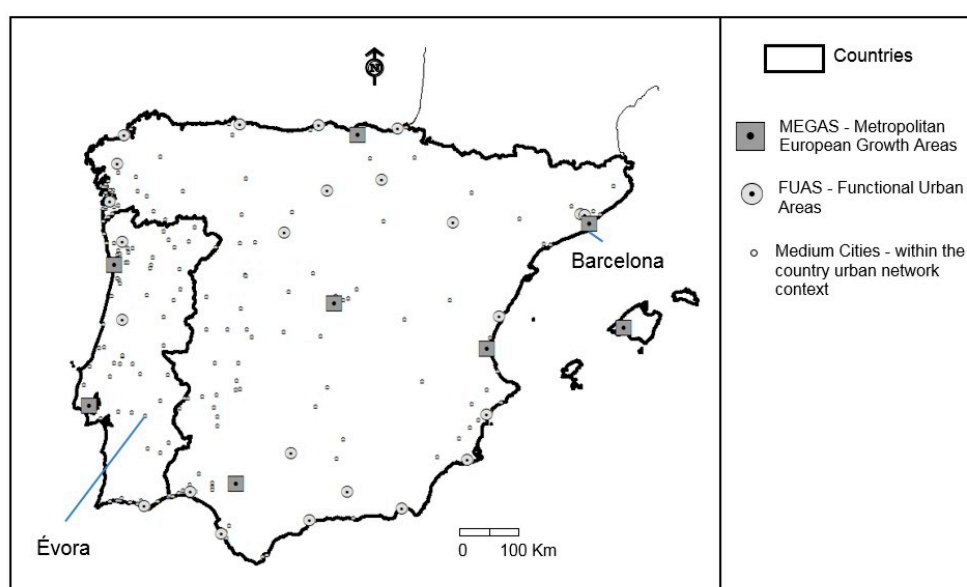 N
Barcelona
Évora
0 100 Km
Countries
MEGAS - Metropolitan
European Growth Areas
FUAS - Functional Urban
Areas
Medium Cities - within the
country urban network
context